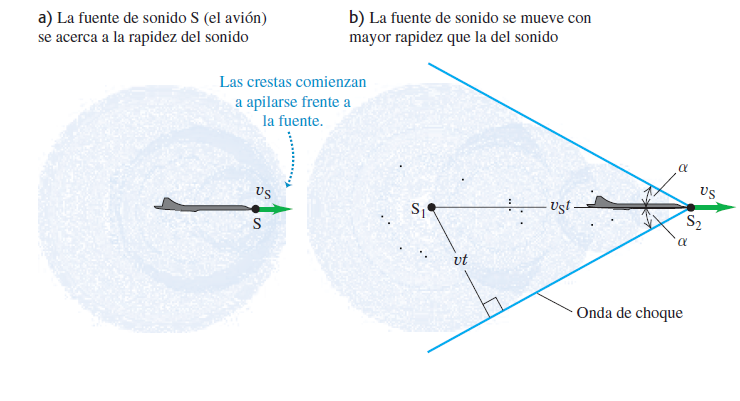 a) La fuente de sonido S (el avión)
se acerca a la rapidez del sonido
b) La fuente de sonido se mueve con
mayor rapidez que la del sonido
Las crestas comienzan
a apilarse frente a
la fuente.
vS
S
S1
vSt
vt
α
vS
S2
α
Onda de choque